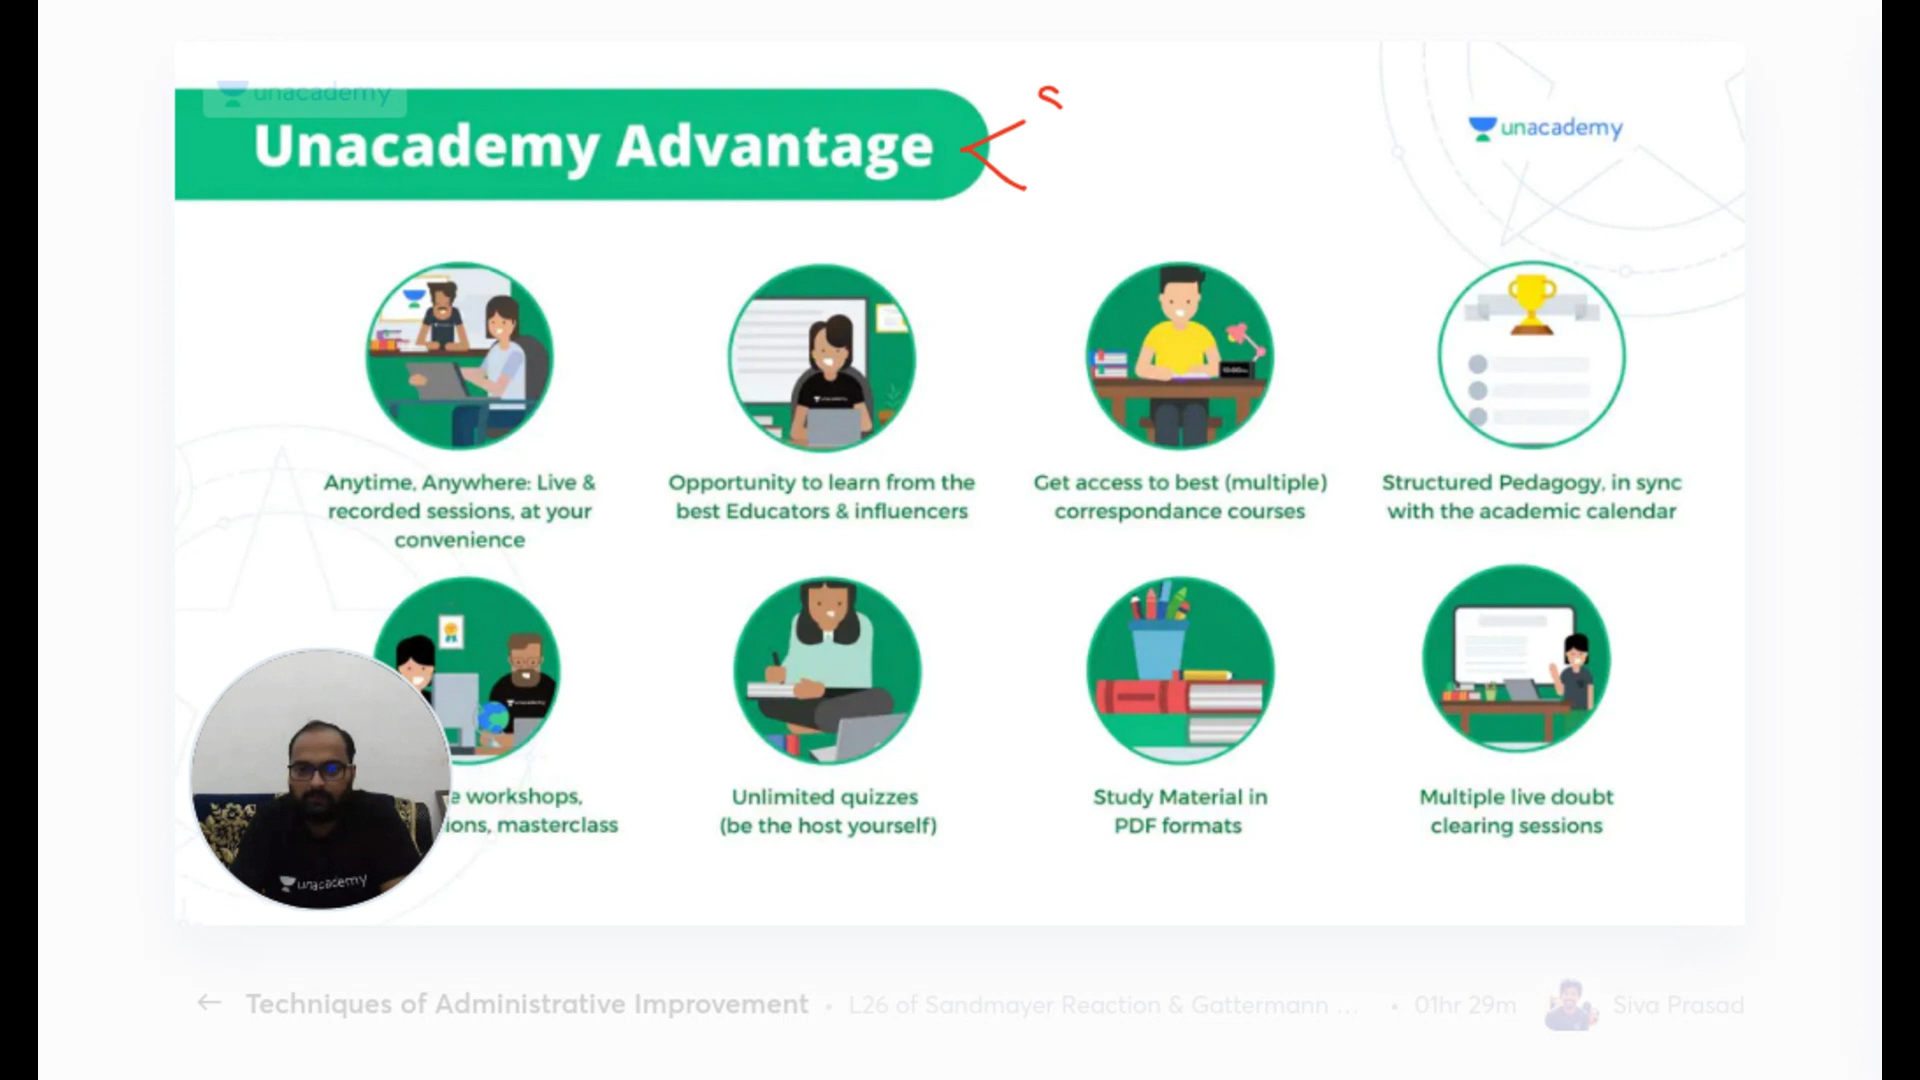 unacademy
Unacademy Advantage
S
unacademy
Anytime, Anywhere: Live &
recorded sessions, at your
convenience
Opportunity to learn from the
best Educators & influencers
Get access to best (multiple)
correspondance courses
Structured Pedagogy, in sync
with the academic calendar
workshops,
masterclass
Unlimited quizzes
(be the host yourself)
Study Material in
PDF formats
Multiple live doubt
clearing sessions
unacademy
← Techniques of Administrative Improvement • L26 of Sandmayer Reaction & Gattermann ... • 01hr 29m Siva Prasad